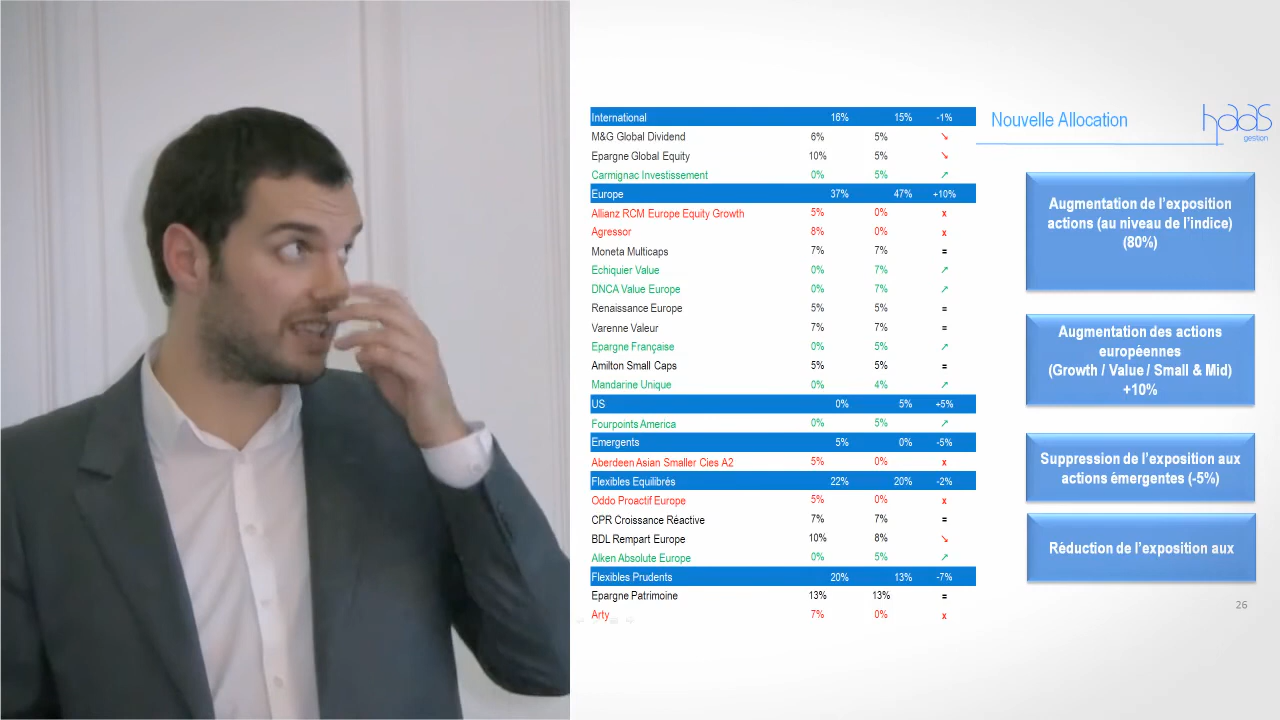 International 16% 15% -1%
M&G Global Dividend 6% 5% ↘
Epargne Global Equity 10% 5% ↘
Carmignac Investissement 0% 5% ↗
Europe 37% 47% +10%
Allianz RCM Europe Equity Growth 5% 0% x
Agressor 8% 0% x
Moneta Multicaps 7% 7% =
Echiquier Value 0% 7% ↗
DNCA Value Europe 0% 7% ↗
Renaissance Europe 5% 5% =
Varenne Valeur 7% 7% =
Epargne Française 0% 5% ↗
Amilton Small Caps 5% 5% =
Mandarine Unique 0% 4% ↗
US 0% 5% +5%
Fourpoints America 0% 5% ↗
Emergents 5% 0% -5%
Aberdeen Asian Smaller Cies A2 5% 0% x
Flexibles Equilibrés 22% 20% -2%
Oddo Proactif Europe 5% 0% x
CPR Croissance Réactive 7% 7% =
BDL Rempart Europe 10% 8% ↘
Alken Absolute Europe 0% 5% ↗
Flexibles Prudents 20% 13% -7%
Epargne Patrimoine 13% 13% =
Arty 7% 0% x
Nouvelle Allocation
haas
gestion
Augmentation de l'exposition
actions (au niveau de l'indice)
(80%)
Augmentation des actions
européennes
(Growth / Value / Small & Mid)
+10%
Suppression de l'exposition aux
actions émergentes (-5%)
Réduction de l'exposition aux
26